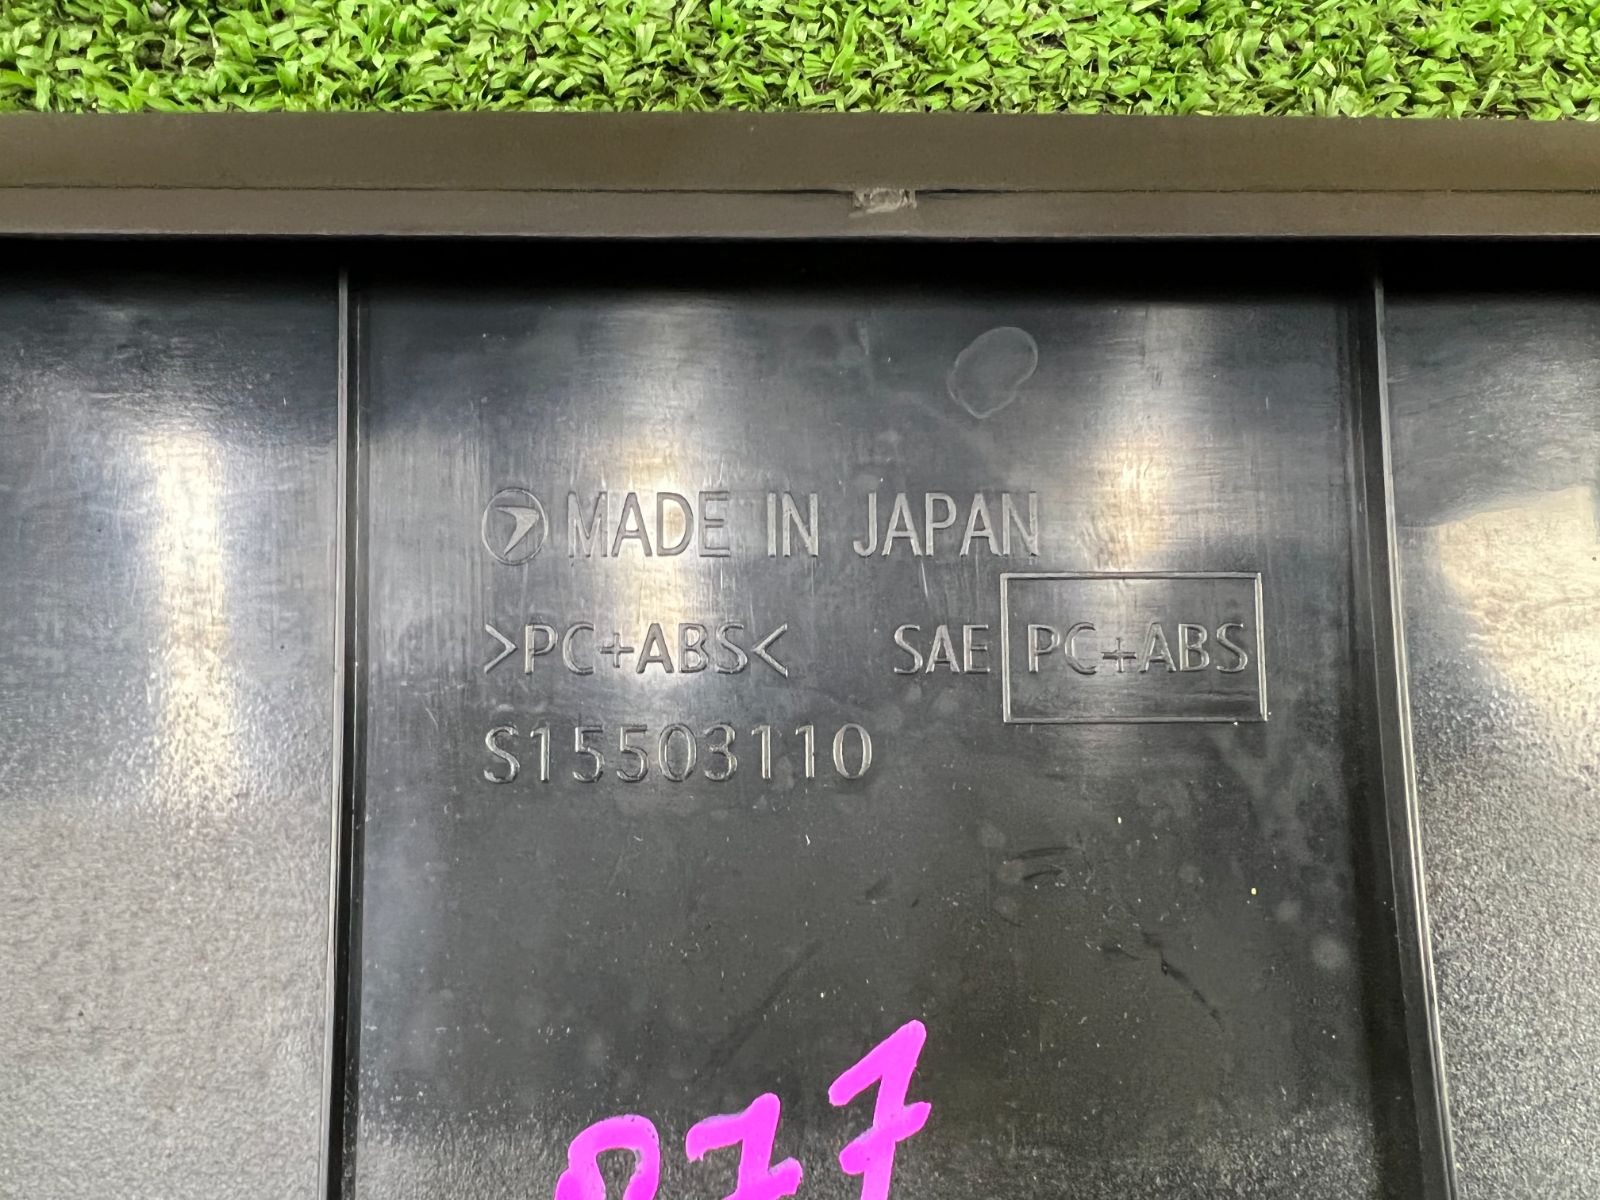 MADE IN JAPAN
>PC+ABS< SAE PC+ABS
S15503110